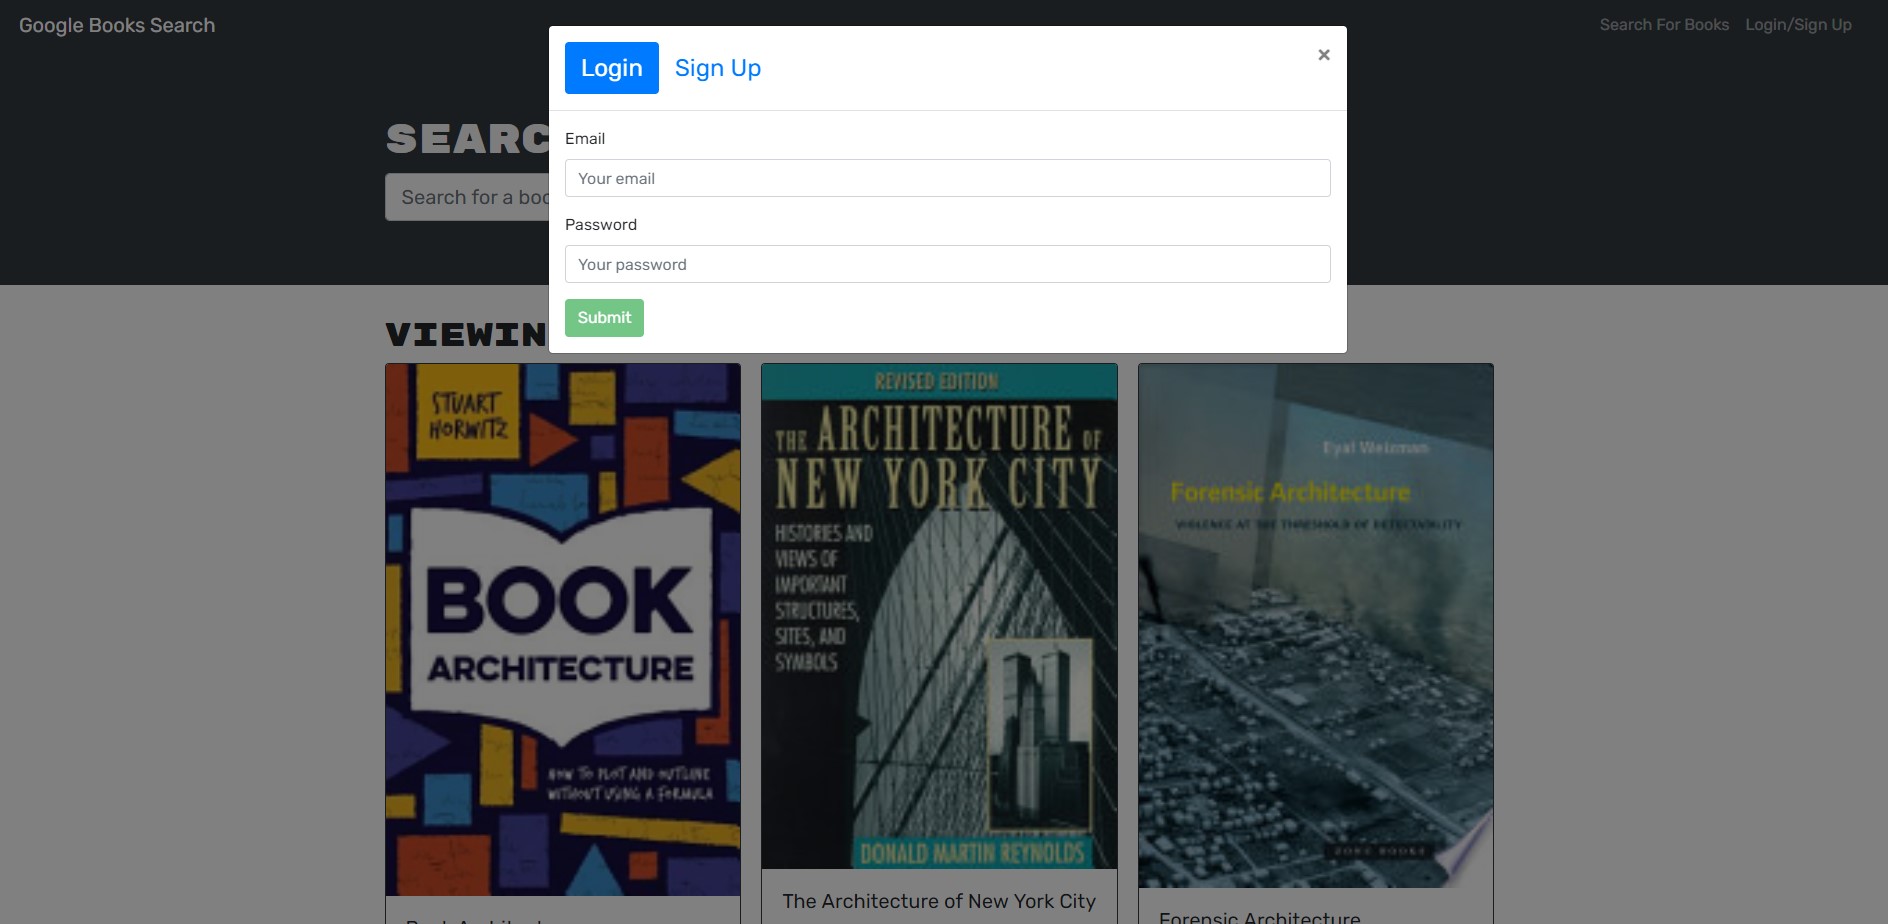 Google Books Search
Search For Books Login/Sign Up
Login Sign Up ×
Email
Your email
Password
Your password
Submit
SEARC
Search for a boo
VIEWIN
STUART
HORWITZ
BOOK
ARCHITECTURE
HOW TO PLOT AND OUTLINE
WITHOUT USING A FORMULA
REVISED EDITION
THE ARCHITECTURE OF
NEW YORK CITY
HISTORIES AND
VIEWS OF
IMPORTANT
STRUCTURES,
SITES, AND
SYMBOLS
DONALD MARTIN REYNOLDS
The Architecture of New York City
Eyal Weizman
Forensic Architecture
VIOLENCE AT THE THRESHOLD OF DETECTABILITY
ZONE BOOKS
Forensic Architecture